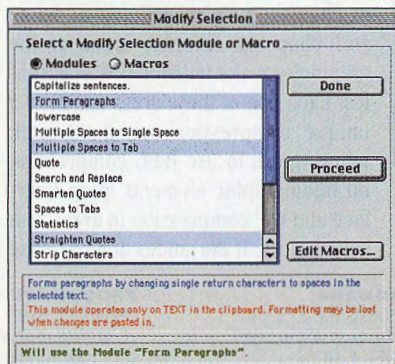 Modify Selection
Select a Modify Selection Module or Macro
Modules Macros
Capitalize sentences.
Form Paragraphs
lowercase
Multiple Spaces to Single Space
Multiple Spaces to Tab
Quote
Search and Replace
Smarten Quotes
Spaces to Tabs
Statistics
Straighten Quotes
Strip Characters
Done
Proceed
Edit Macros...
Forms paragraphs by changing single return characters to spaces in the
selected text.
This module operates only on TEXT in the clipboard. Formatting may be lost
when changes are pasted in.
Will use the Module "Form Paragraphs".